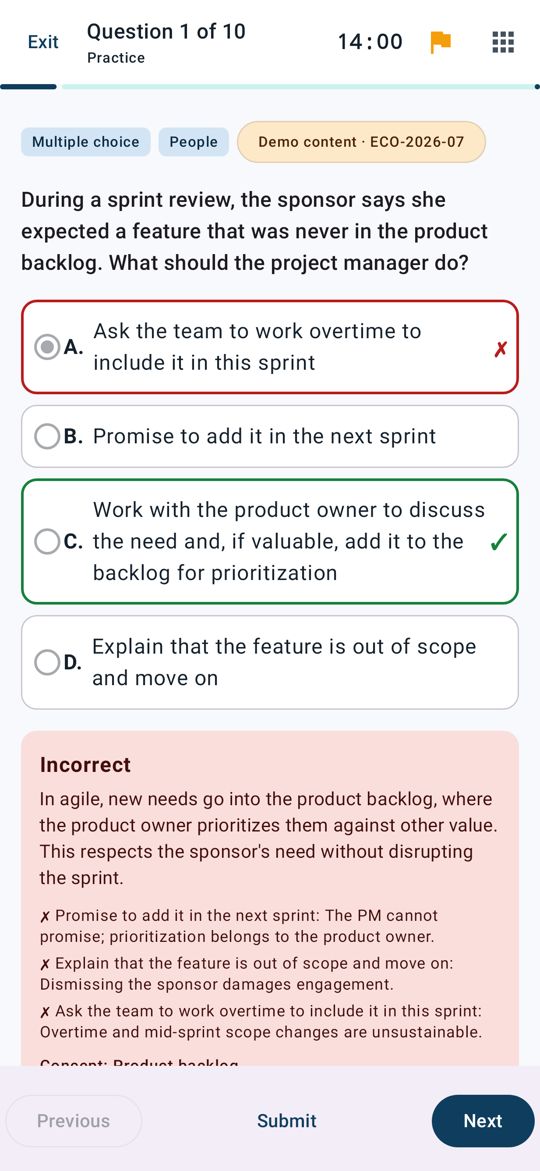 Exit
Question 1 of 10
Practice
14:00
Multiple choice
People
Demo content · ECO-2026-07
During a sprint review, the sponsor says she
expected a feature that was never in the product
backlog. What should the project manager do?
A. Ask the team to work overtime to
include it in this sprint
✗
B. Promise to add it in the next sprint
C. Work with the product owner to discuss
the need and, if valuable, add it to the
backlog for prioritization
✓
D. Explain that the feature is out of scope
and move on
Incorrect
In agile, new needs go into the product backlog, where
the product owner prioritizes them against other value.
This respects the sponsor's need without disrupting
the sprint.
✗ Promise to add it in the next sprint: The PM cannot
promise; prioritization belongs to the product owner.
✗ Explain that the feature is out of scope and move on:
Dismissing the sponsor damages engagement.
✗ Ask the team to work overtime to include it in this sprint:
Overtime and mid-sprint scope changes are unsustainable.
Concept: Product backlog
Previous
Submit
Next